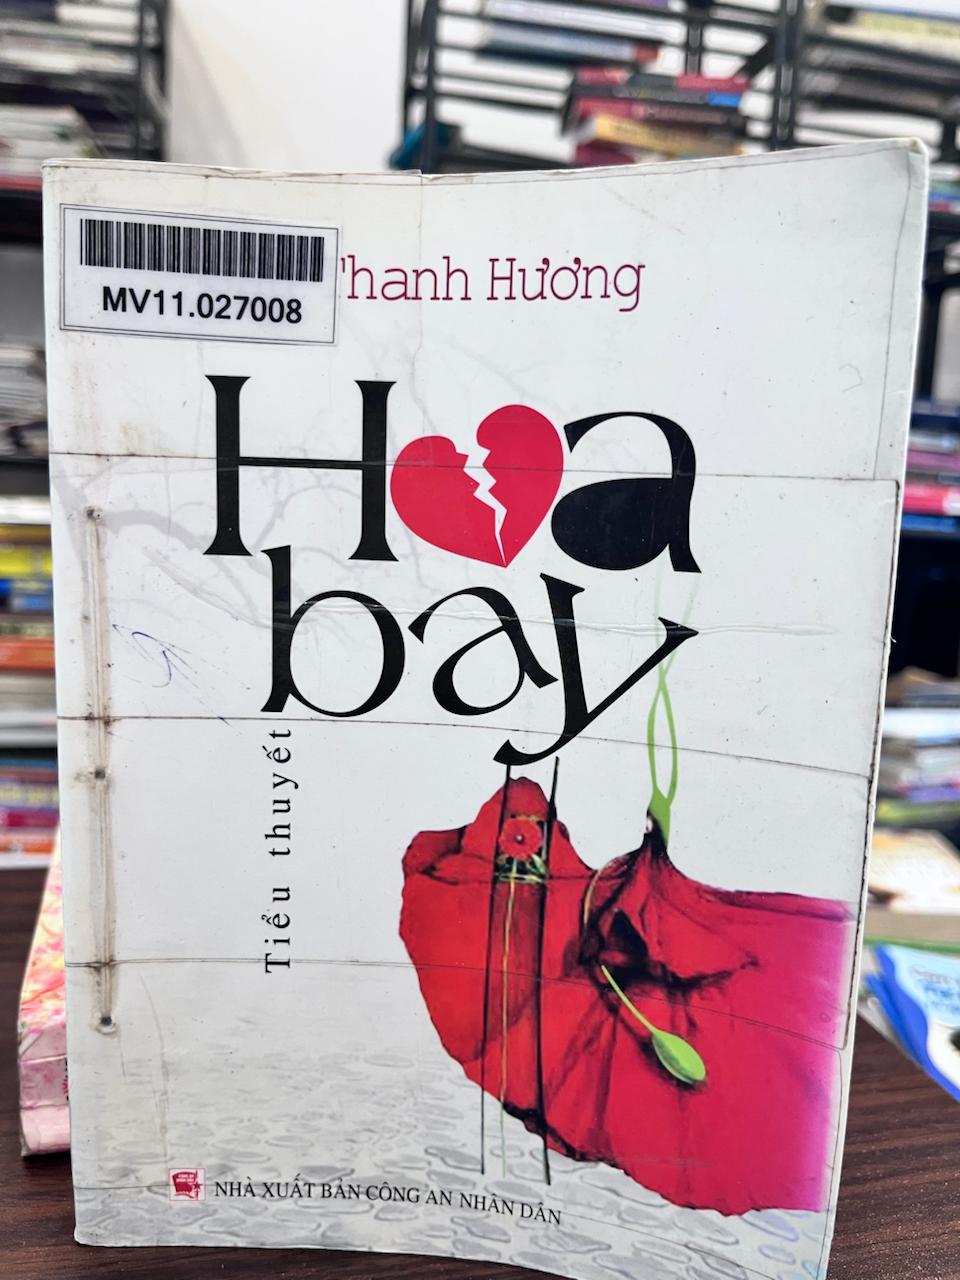 MV11.027008
Thanh Hương
Hoa
bay
Tiểu thuyết
NHÀ XUẤT BẢN CÔNG AN NHÂN DÂN